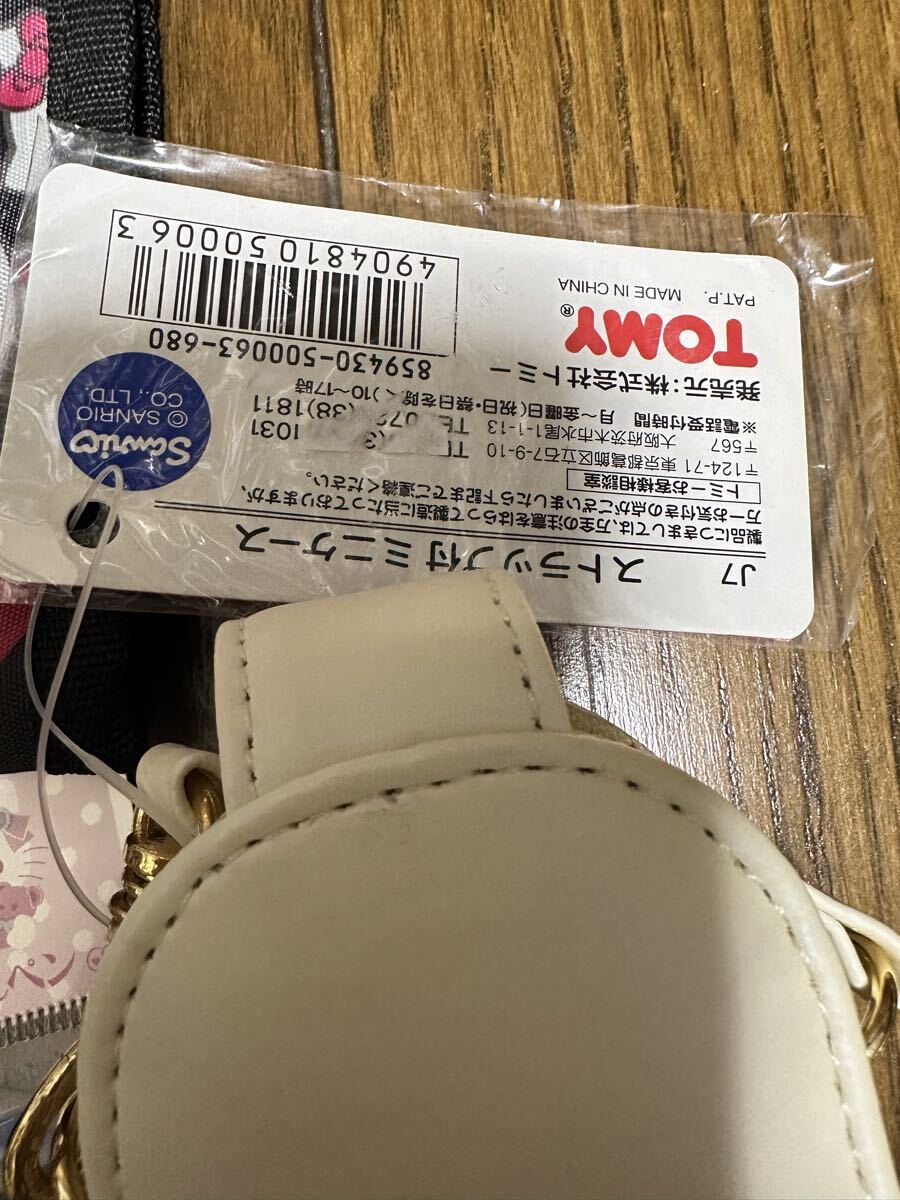 J7 ストラップ付ミニケース
製品につきましては、万全の注意をはらって製造に当たっておりますが、
万一お気付きの点がございましたら下記までご連絡ください。
トミーお客様相談室
〒124-71 東京都葛飾区立石7-9-10 1031
〒567 大阪府茨木市水尾1-1-13 (38)1811
※電話受付時間 月〜金曜日(祝日・祭日を除く)10〜17時
発売元:株式会社トミー
TOMY®
PAT.P. MADE IN CHINA
859430-500063-680
4904810500063
Sanrio
© SANRIO
CO., LTD.
ペン